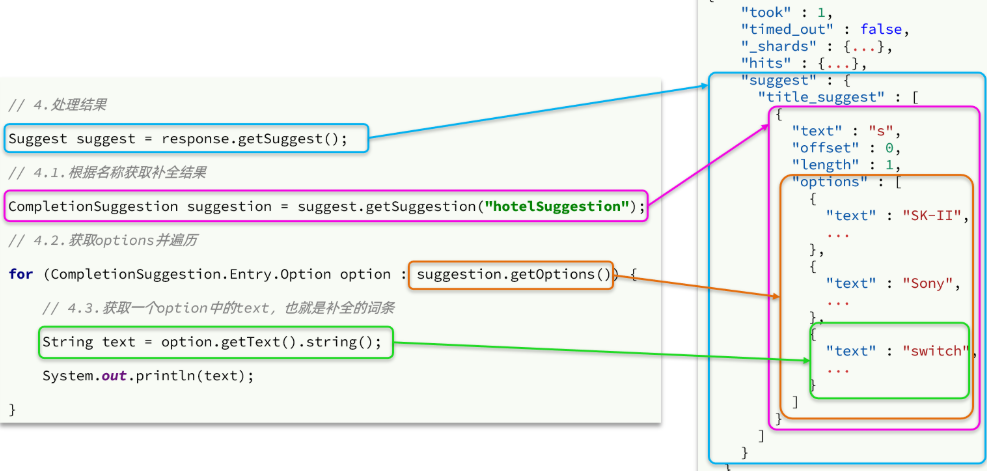 // 4.处理结果
Suggest suggest = response.getSuggest();
// 4.1.根据名称获取补全结果
CompletionSuggestion suggestion = suggest.getSuggestion("hotelSuggestion");
// 4.2.获取options并遍历
for (CompletionSuggestion.Entry.Option option : suggestion.getOptions()) {
// 4.3.获取一个option中的text，也就是补全的词条
String text = option.getText().string();
System.out.println(text);
}
{
"took" : 1,
"timed_out" : false,
"_shards" : {...},
"hits" : {...},
"suggest" : {
"title_suggest" : [
{
"text" : "s",
"offset" : 0,
"length" : 1,
"options" : [
{
"text" : "SK-II",
...
},
{
"text" : "Sony",
...
},
{
"text" : "switch",
...
}
]
}
]
}
}